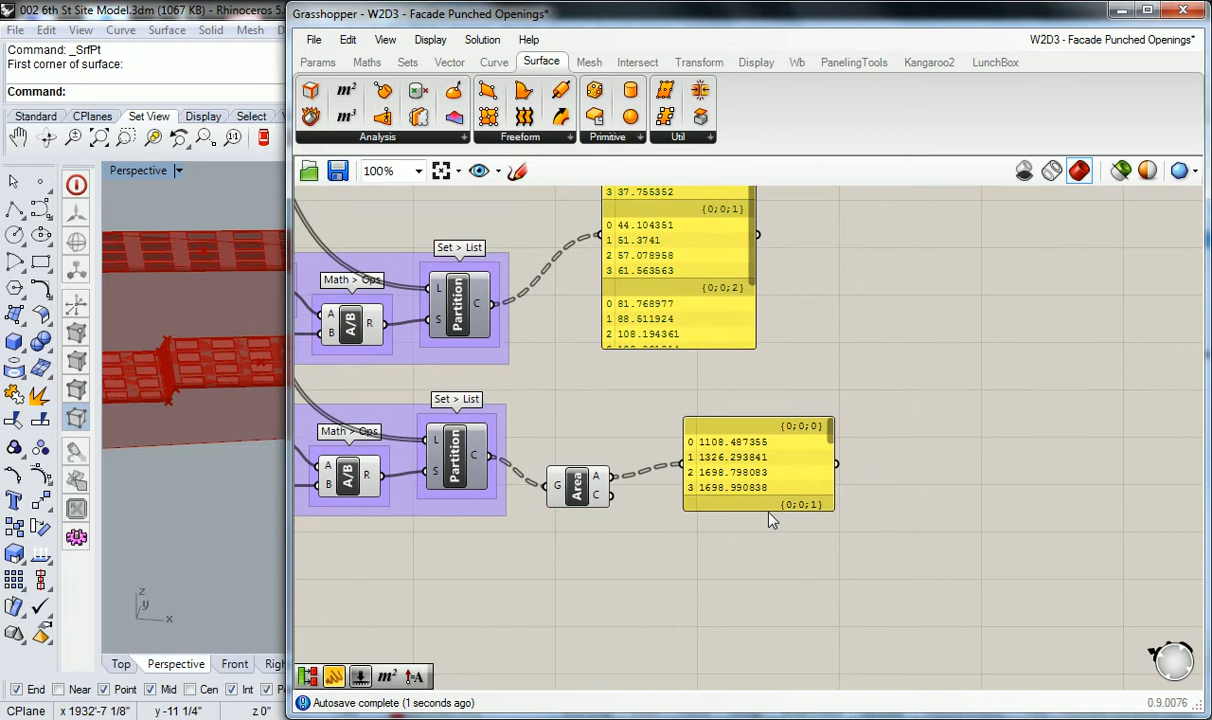 002 6th St Site Model.3dm (1067 KB) - Rhinoceros 5.
File Edit View Curve Surface Solid Mesh
Command: _SrfPt
First corner of surface:
Command:
Standard CPlanes Set View Display Select
Perspective
Grasshopper - W2D3 - Facade Punched Openings*
File Edit View Display Solution Help
W2D3 - Facade Punched Openings*
Params Maths Sets Vector Curve Surface Mesh Intersect Transform Display Wb PanelingTools Kangaroo2 LunchBox
m² m³
Analysis Freeform Primitive Util
100%
3 37.755352
{0;0;1}
0 44.104351
1 51.3741
2 57.078958
3 61.563563
{0;0;2}
0 81.768977
1 88.511924
2 108.194361
Set > List
Math > Ops
A B A/B R
L S Partition C
Set > List
Math > Ops
A B A/B R
L S Partition C
G Area A C
{0;0;0}
0 1108.487355
1 1326.293841
2 1698.798083
3 1698.990838
{0;0;1}
z y x
Top Perspective Front
End Near Point Mid Cen Int
CPlane x 1932'-7 1/8" y -11 1/4" z 0"
m²
Autosave complete (1 seconds ago)
0.9.0076